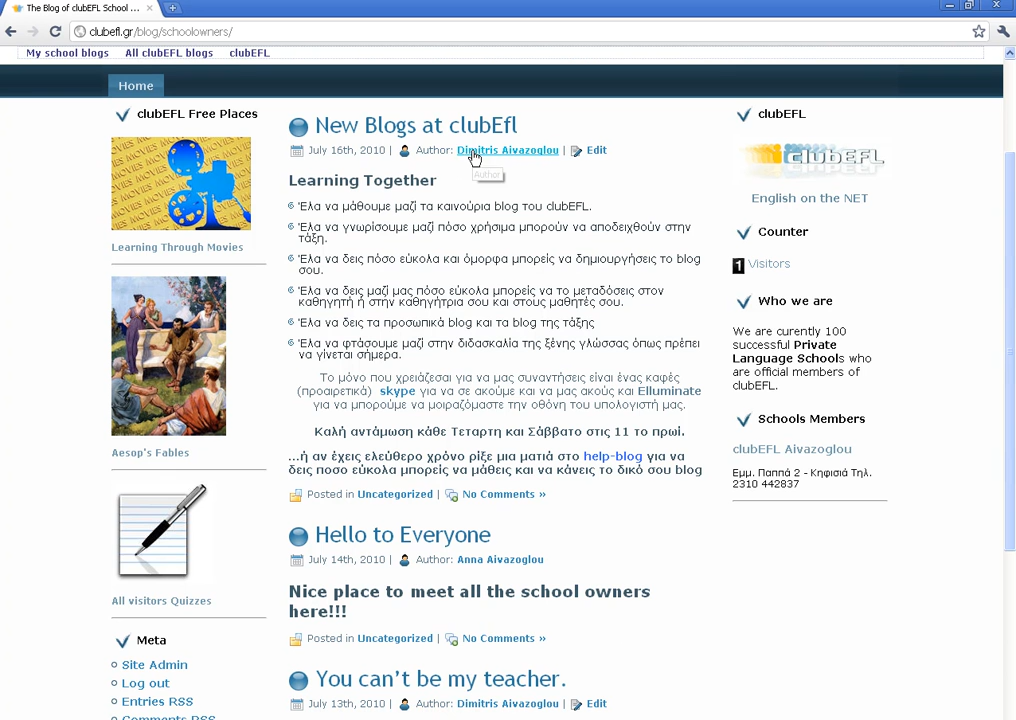 The Blog of clubEFL School ...
clubefl.gr/blog/schoolowners/
My school blogs All clubEFL blogs clubEFL
Home
clubEFL Free Places
MOVIES
Learning Through Movies
Aesop's Fables
All visitors Quizzes
Meta
Site Admin
Log out
Entries RSS
Comments RSS
New Blogs at clubEfl
July 16th, 2010 | Author: Dimitris Aivazoglou | Edit
Author
Learning Together
Έλα να μάθουμε μαζί τα καινούρια blog του clubEFL.
Έλα να γνωρίσουμε μαζί πόσο χρήσιμα μπορούν να αποδειχθούν στην
τάξη.
Έλα να δεις πόσο εύκολα και όμορφα μπορείς να δημιουργήσεις το blog
σου.
Έλα να δεις μαζί μας πόσο εύκολα μπορείς να το μεταδόσεις στον
καθηγητή ή στην καθηγήτρια σου και στους μαθητές σου.
Έλα να δεις τα προσωπικά blog και τα blog της τάξης
Έλα να φτάσουμε μαζί στην διδασκαλία της ξένης γλώσσας όπως πρέπει
να γίνεται σήμερα.
Το μόνο που χρειάζεσαι για να μας συναντήσεις είναι ένας καφές
(προαιρετικά) skype για να σε ακούμε και να μας ακούς και Elluminate
για να μπορούμε να μοιραζόμαστε την οθόνη του υπολογιστή μας.
Καλή αντάμωση κάθε Τεταρτη και Σάββατο στις 11 το πρωί.
...ή αν έχεις ελεύθερο χρόνο ρίξε μια ματιά στο help-blog για να
δεις ποσο εύκολα μπορείς να μάθεις και να κάνεις το δικό σου blog
Posted in Uncategorized | No Comments »
Hello to Everyone
July 14th, 2010 | Author: Anna Aivazoglou
Nice place to meet all the school owners
here!!!
Posted in Uncategorized | No Comments »
You can't be my teacher.
July 13th, 2010 | Author: Dimitris Aivazoglou | Edit
clubEFL
clubEFL
English on the NET
Counter
1 Visitors
Who we are
We are curently 100
successful Private
Language Schools who
are official members of
clubEFL.
Schools Members
clubEFL Aivazoglou
Εμμ. Παππά 2 - Κηφισιά Τηλ.
2310 442837